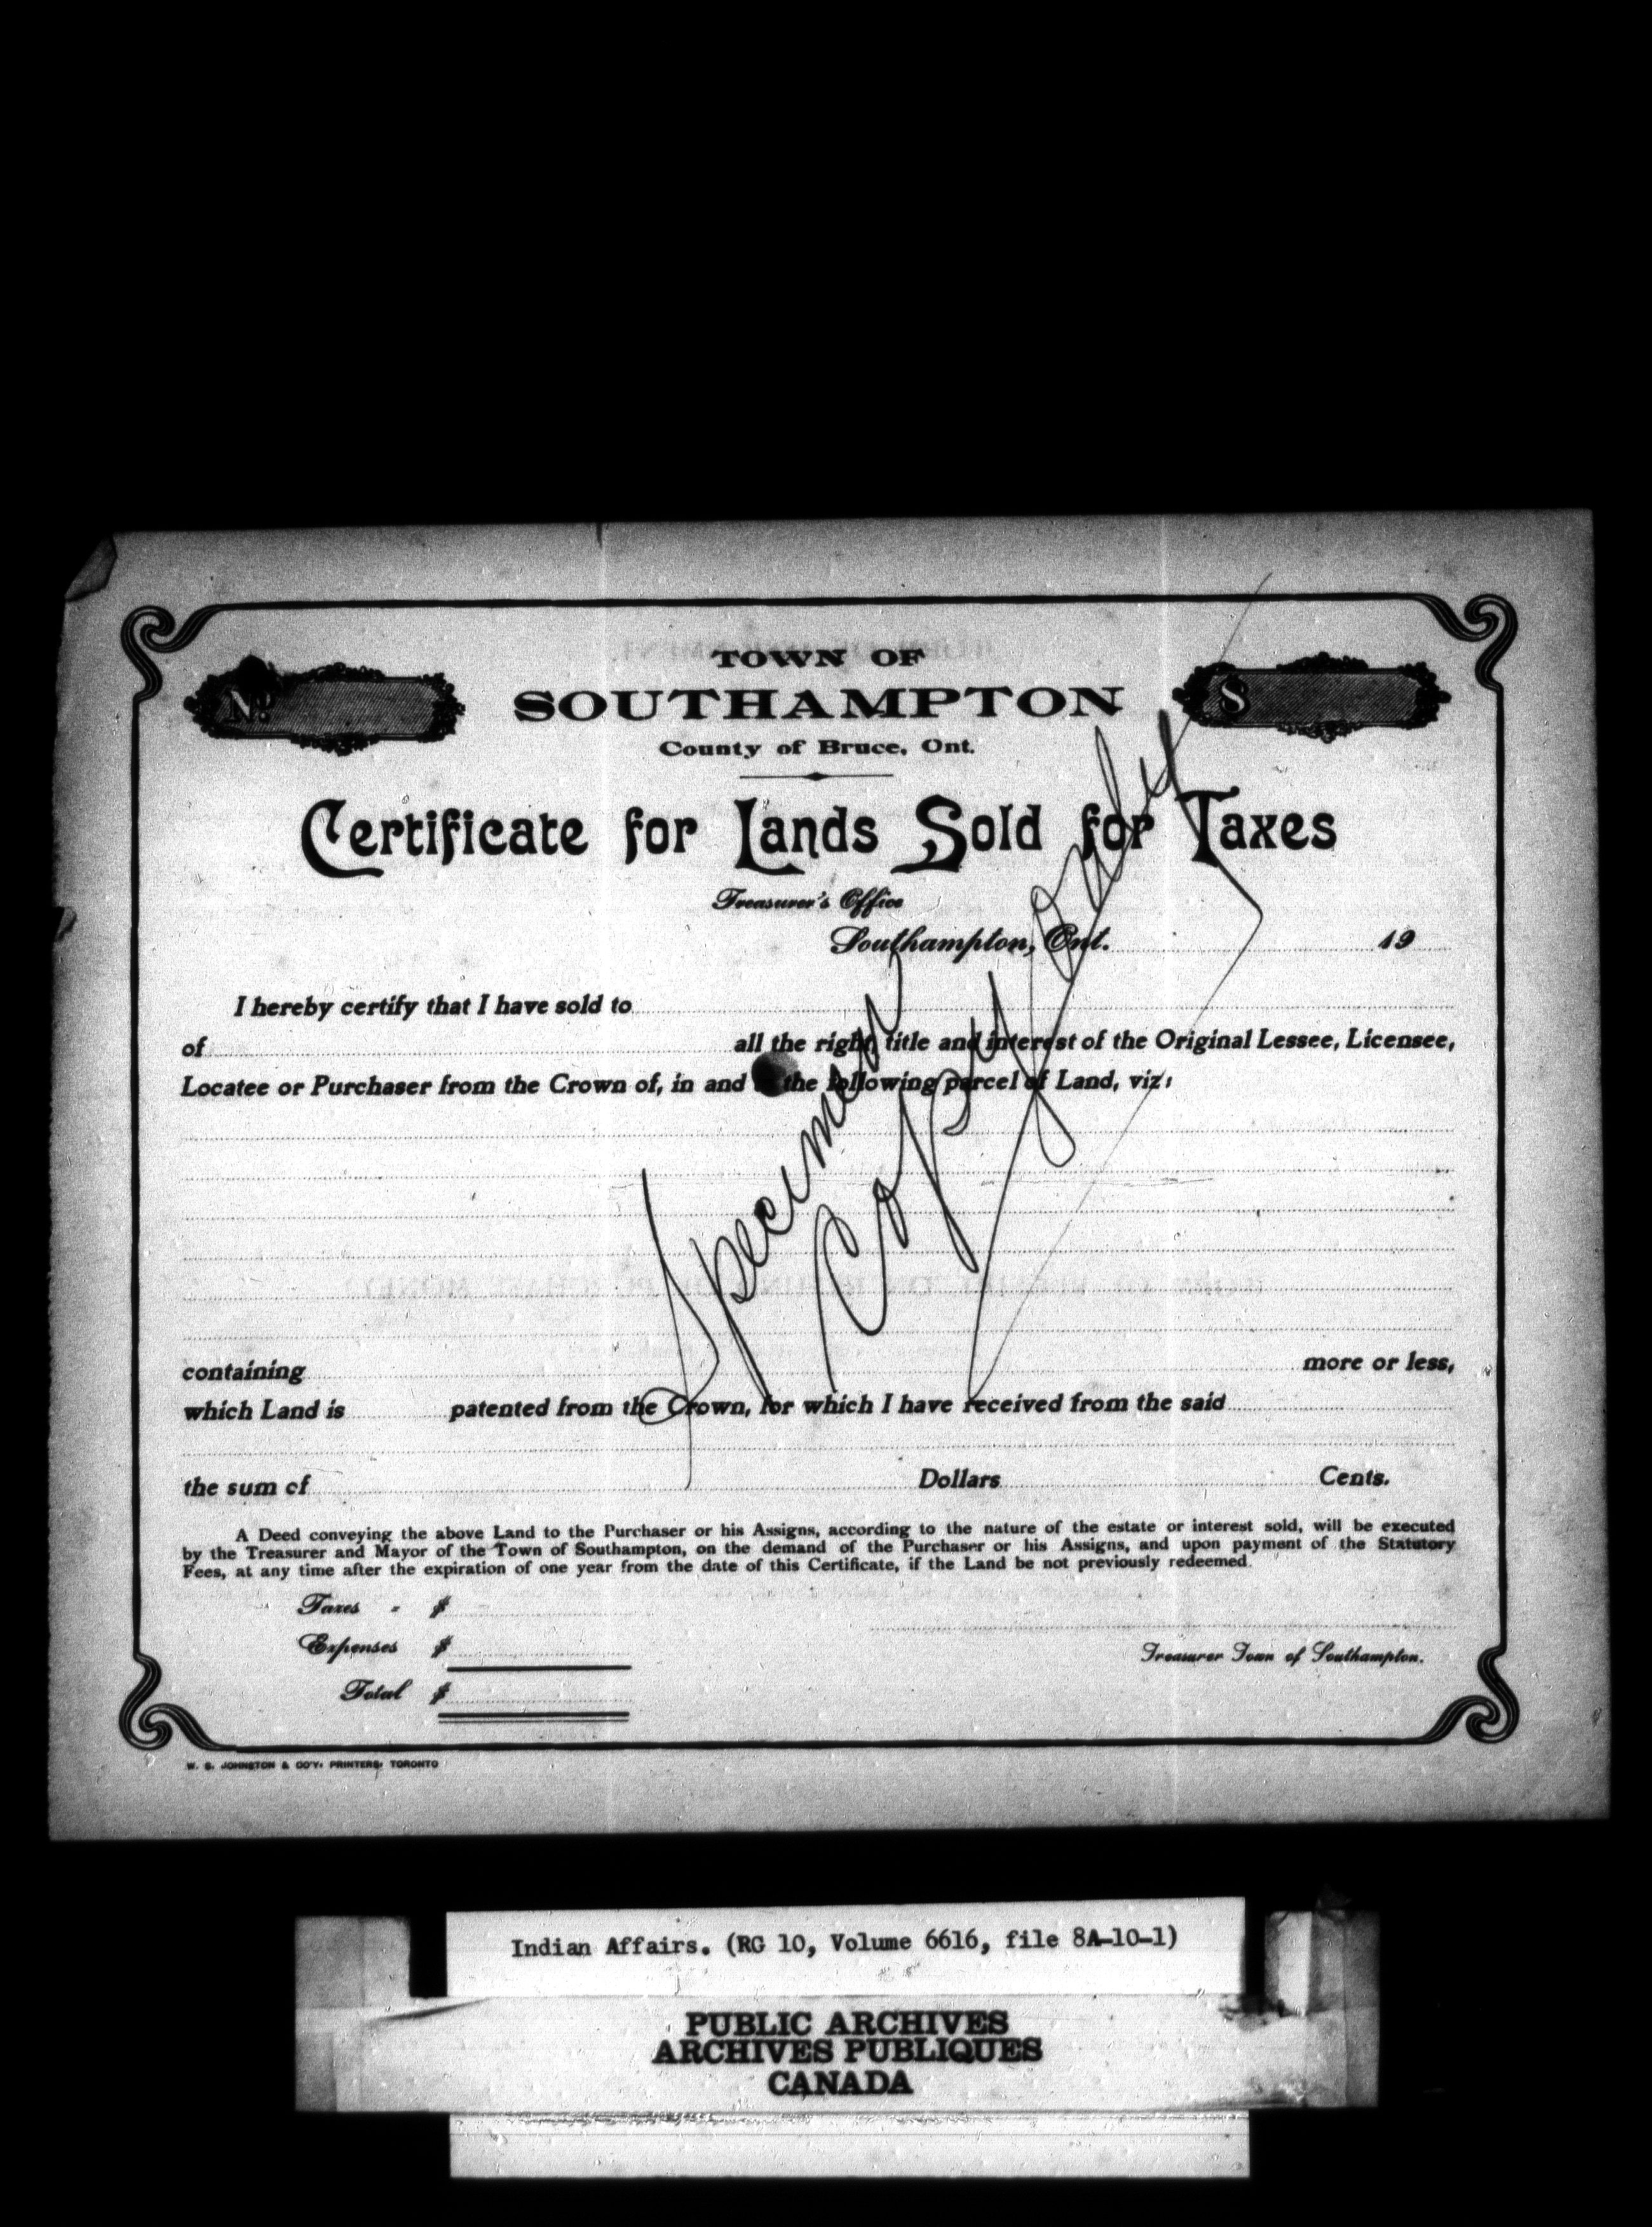 TOWN OF
Nº
SOUTHAMPTON
$
County of Bruce, Ont.
Certificate for Lands Sold for Taxes
Treasurer's Office
Southampton, Ont. 19
I hereby certify that I have sold to
of all the right, title and interest of the Original Lessee, Licensee,
Locatee or Purchaser from the Crown of, in and the following parcel of Land, viz:
Specimen
Copy only
containing more or less,
which Land is patented from the Crown, for which I have received from the said
the sum of Dollars Cents.
A Deed conveying the above Land to the Purchaser or his Assigns, according to the nature of the estate or interest sold, will be executed
by the Treasurer and Mayor of the Town of Southampton, on the demand of the Purchaser or his Assigns, and upon payment of the Statutory
Fees, at any time after the expiration of one year from the date of this Certificate, if the Land be not previously redeemed.
Taxes - $
Expenses $
Treasurer Town of Southampton.
Total $
W. S. JOHNSTON & CO'Y. PRINTERS. TORONTO
Indian Affairs. (RG 10, Volume 6616, file 8A-10-1)
PUBLIC ARCHIVES
ARCHIVES PUBLIQUES
CANADA